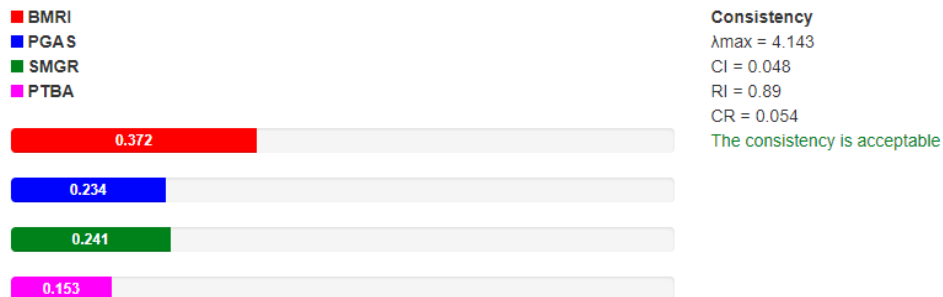 BMRI
PGAS
SMGR
PTBA
0.372
0.234
0.241
0.153
Consistency
λmax = 4.143
CI = 0.048
RI = 0.89
CR = 0.054
The consistency is acceptable